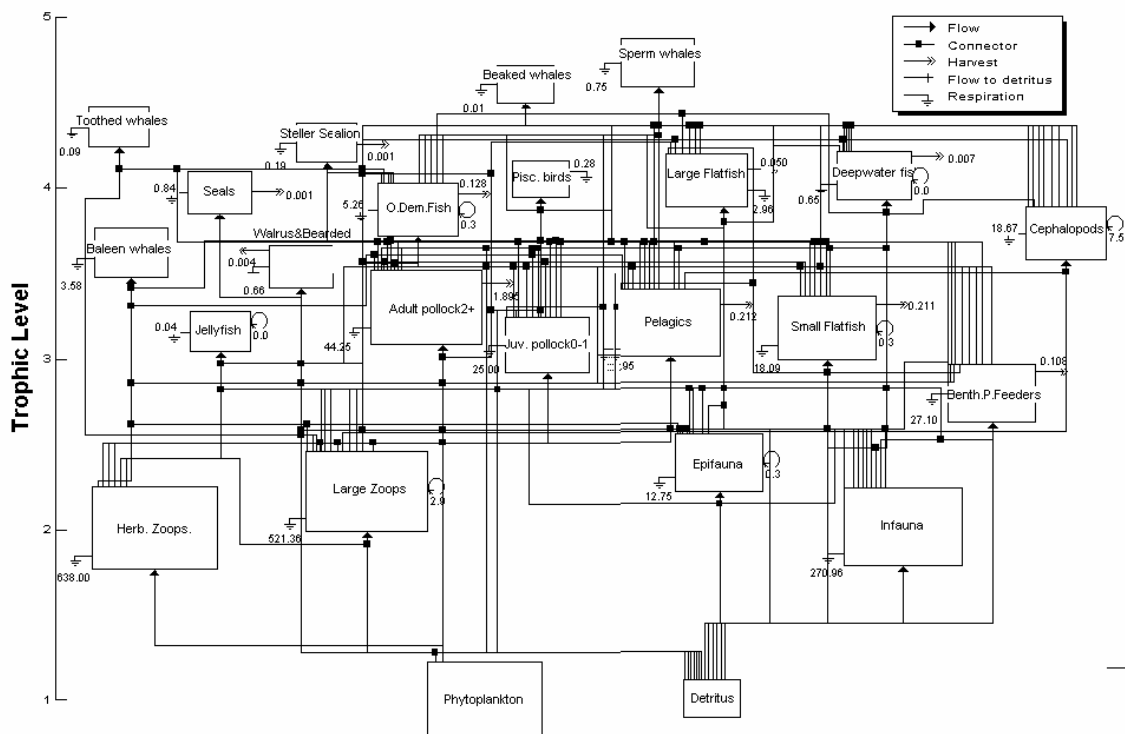 5
Flow
Connector
Harvest
Flow to detritus
Respiration
Sperm whales
0.75
Beaked whales
0.01
Toothed whales
0.09
Steller Sealion
0.001
0.19
4
Seals
0.84
0.001
O.Dem.Fish
0.128
5.26
0.3
Pisc. birds
0.28
Large Flatfish
0.050
2.96
Deepwater fis
0.007
0.65
0.0
Cephalopods
18.67
7.5
Baleen whales
3.58
Walrus&Bearded
0.004
0.66
Adult pollock2+
1.895
44.25
Juv. pollock0-1
25.00
Pelagics
0.212
.95
Small Flatfish
0.211
0.3
18.09
Jellyfish
0.04
0.0
3
Benth.P.Feeders
0.108
27.10
Trophic Level
Herb. Zoops.
638.00
Large Zoops
2.9
521.36
Epifauna
0.3
12.75
Infauna
270.96
2
Phytoplankton
Detritus
1